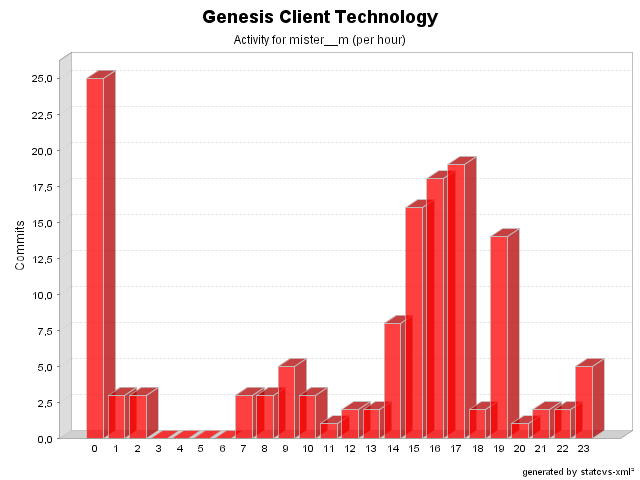 Genesis Client Technology
Activity for mister__m (per hour)
Commits
25,0
22,5
20,0
17,5
15,0
12,5
10,0
7,5
5,0
2,5
0,0
0 1 2 3 4 5 6 7 8 9 10 11 12 13 14 15 16 17 18 19 20 21 22 23
generated by statcvs-xml²